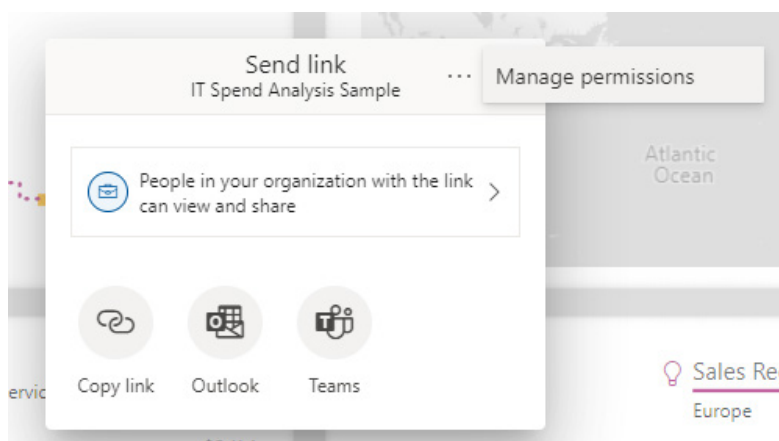 Send link
IT Spend Analysis Sample
...
Manage permissions
People in your organization with the link
can view and share
Copy link
Outlook
Teams
Atlantic
Ocean
Sales Re
Europe